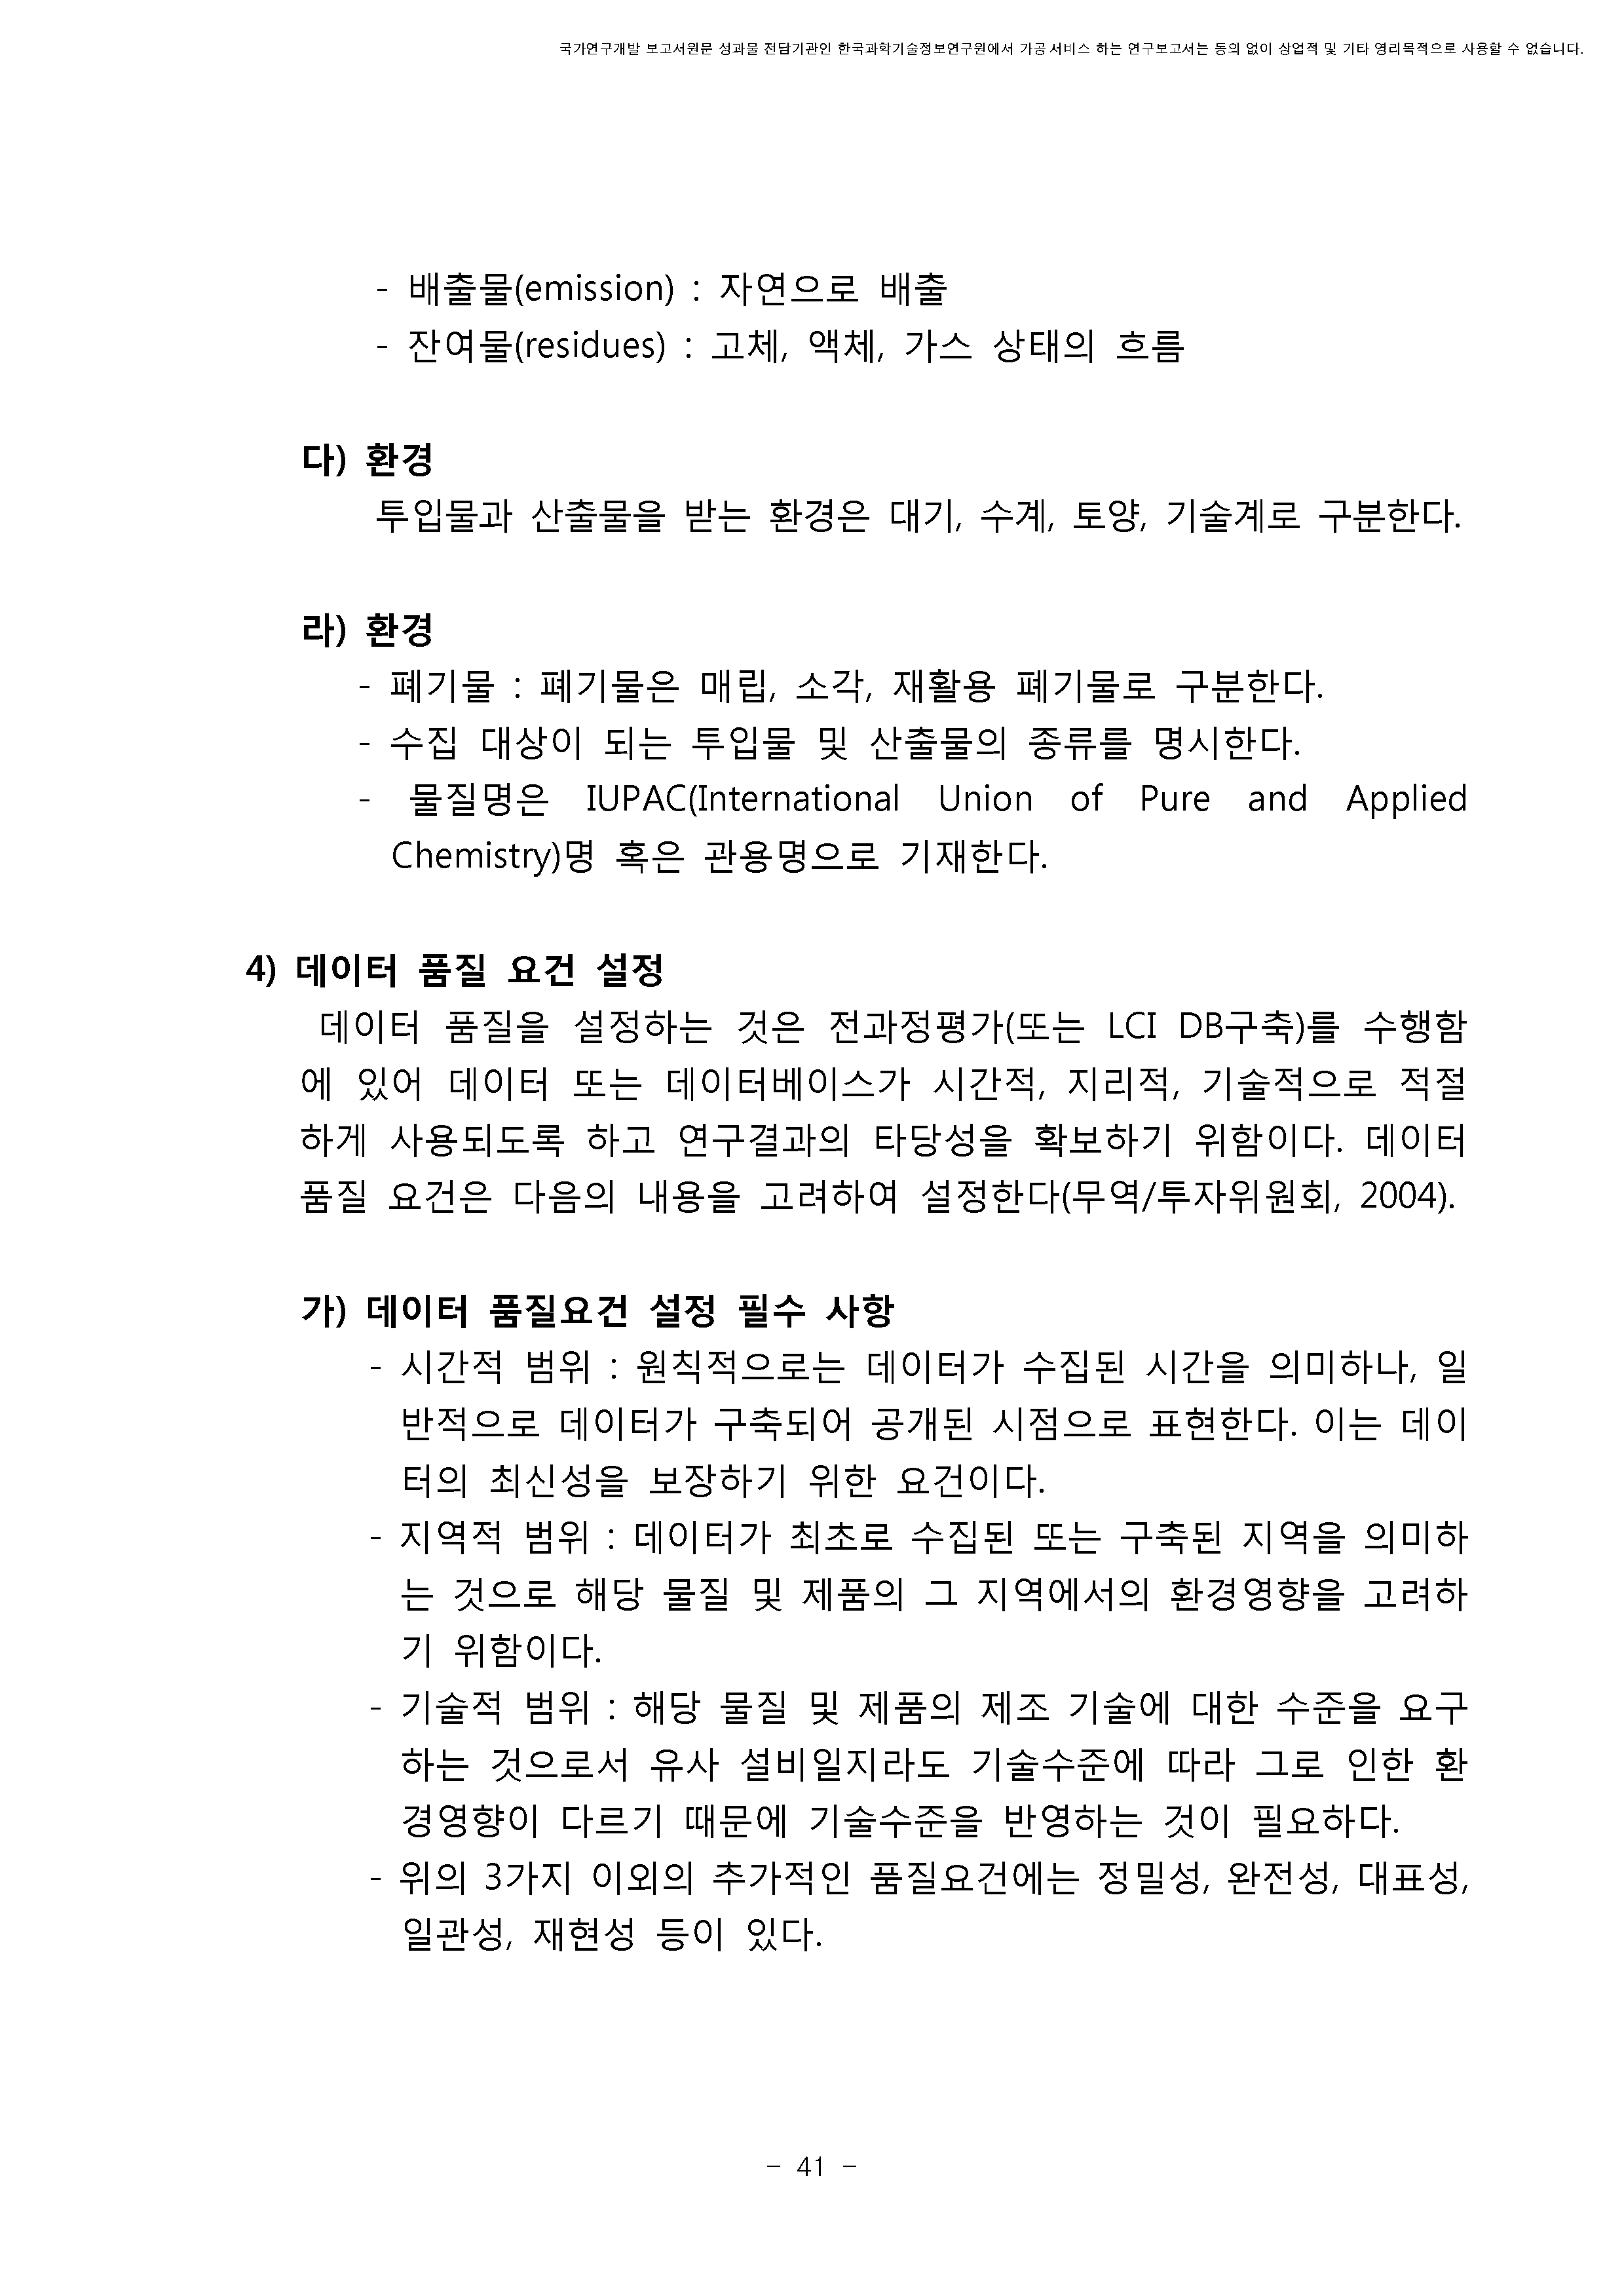 국가연구개발 보고서원문 성과물 전담기관인 한국과학기술정보연구원에서 가공·서비스 하는 연구보고서는 동의 없이 상업적 및 기타 영리목적으로 사용할 수 없습니다.
- 배출물(emission) : 자연으로 배출
- 잔여물(residues) : 고체, 액체, 가스 상태의 흐름
다) 환경
투입물과 산출물을 받는 환경은 대기, 수계, 토양, 기술계로 구분한다.
라) 환경
- 폐기물 : 폐기물은 매립, 소각, 재활용 폐기물로 구분한다.
- 수집 대상이 되는 투입물 및 산출물의 종류를 명시한다.
- 물질명은 IUPAC(International Union of Pure and Applied
Chemistry)명 혹은 관용명으로 기재한다.
4) 데이터 품질 요건 설정
데이터 품질을 설정하는 것은 전과정평가(또는 LCI DB구축)를 수행함
에 있어 데이터 또는 데이터베이스가 시간적, 지리적, 기술적으로 적절
하게 사용되도록 하고 연구결과의 타당성을 확보하기 위함이다. 데이터
품질 요건은 다음의 내용을 고려하여 설정한다(무역/투자위원회, 2004).
가) 데이터 품질요건 설정 필수 사항
- 시간적 범위 : 원칙적으로는 데이터가 수집된 시간을 의미하나, 일
반적으로 데이터가 구축되어 공개된 시점으로 표현한다. 이는 데이
터의 최신성을 보장하기 위한 요건이다.
- 지역적 범위 : 데이터가 최초로 수집된 또는 구축된 지역을 의미하
는 것으로 해당 물질 및 제품의 그 지역에서의 환경영향을 고려하
기 위함이다.
- 기술적 범위 : 해당 물질 및 제품의 제조 기술에 대한 수준을 요구
하는 것으로서 유사 설비일지라도 기술수준에 따라 그로 인한 환
경영향이 다르기 때문에 기술수준을 반영하는 것이 필요하다.
- 위의 3가지 이외의 추가적인 품질요건에는 정밀성, 완전성, 대표성,
일관성, 재현성 등이 있다.
- 41 -